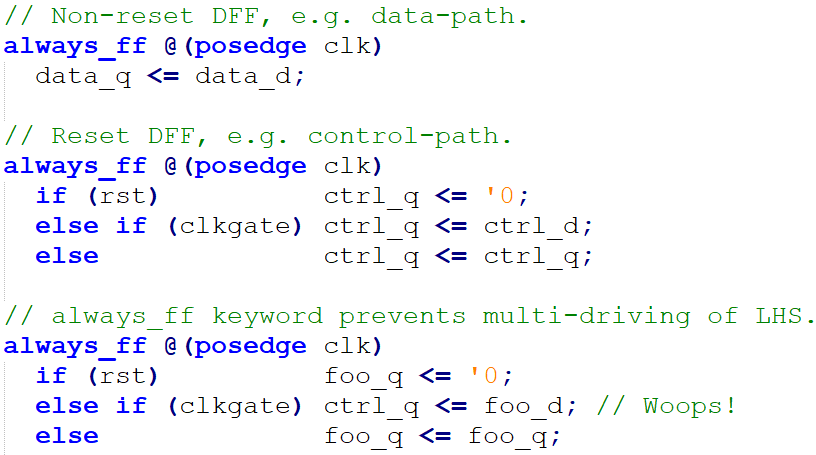 // Non-reset DFF, e.g. data-path.
always_ff @(posedge clk)
  data_q <= data_d;

// Reset DFF, e.g. control-path.
always_ff @(posedge clk)
  if (rst)          ctrl_q <= '0;
  else if (clkgate) ctrl_q <= ctrl_d;
  else              ctrl_q <= ctrl_q;

// always_ff keyword prevents multi-driving of LHS.
always_ff @(posedge clk)
  if (rst)          foo_q <= '0;
  else if (clkgate) ctrl_q <= foo_d; // Woops!
  else              foo_q <= foo_q;